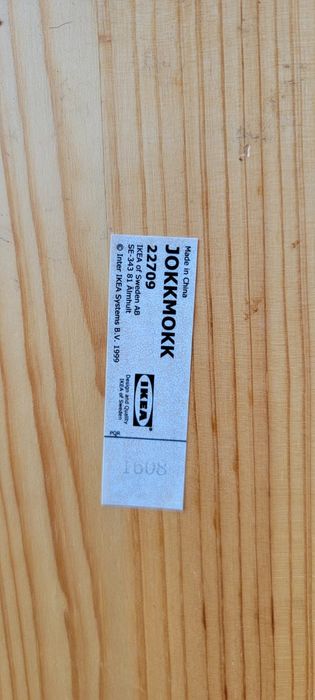 Made in China
JOKKMOKK
22709
IKEA of Sweden AB
SE-343 81 Älmhult
© Inter IKEA Systems B.V. 1999
IKEA
Design and Quality
IKEA of Sweden
PQR
1608